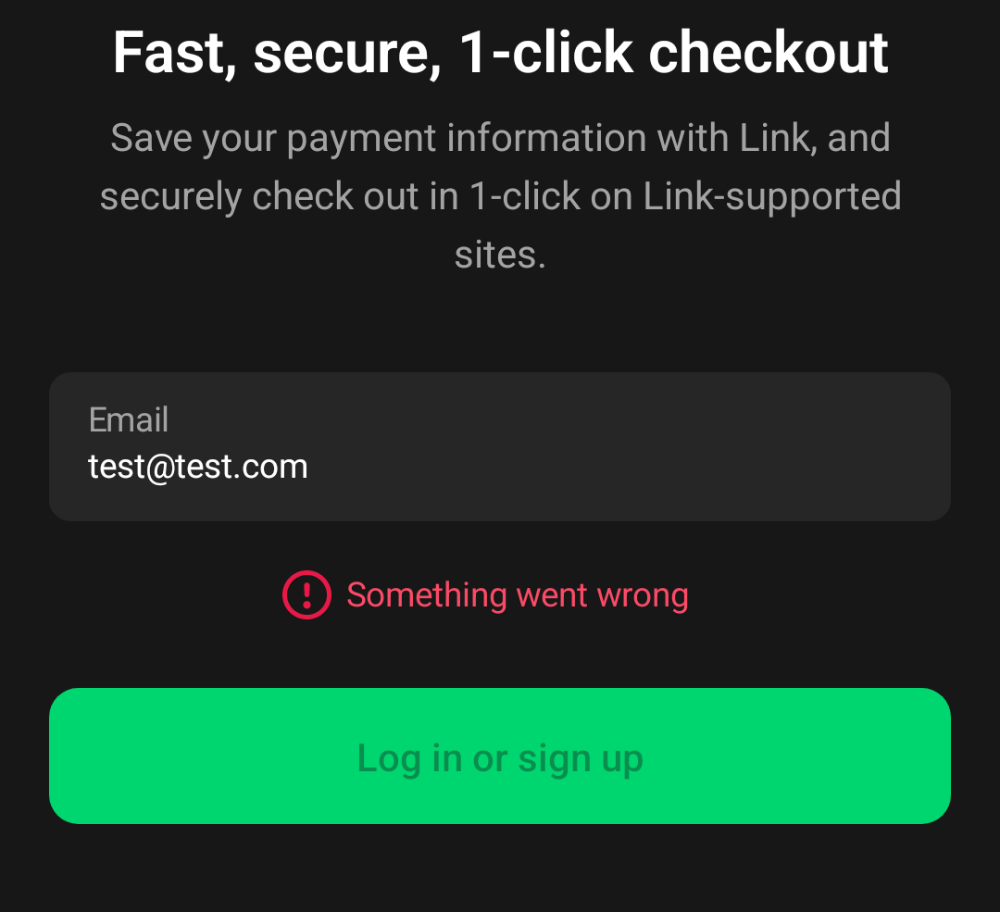 Fast, secure, 1-click checkout
Save your payment information with Link, and
securely check out in 1-click on Link-supported
sites.
Email
test@test.com
Something went wrong
Log in or sign up